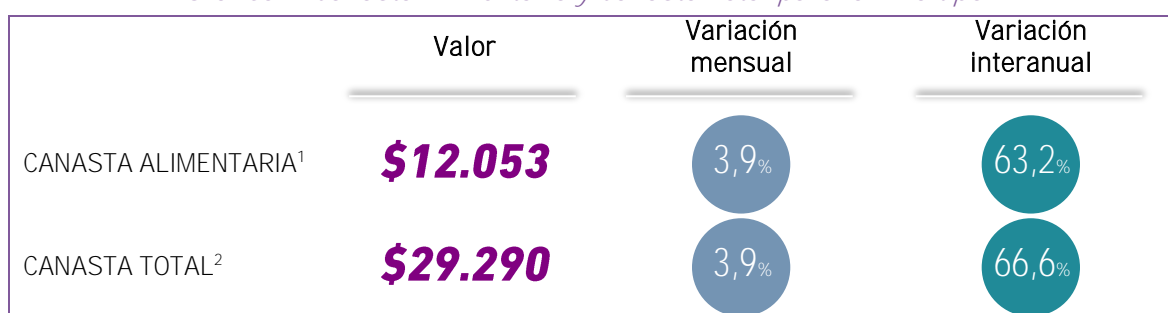 Valor
Variación
mensual
Variación
interanual
CANASTA ALIMENTARIA¹ $12.053 3,9% 63,2%
CANASTA TOTAL² $29.290 3,9% 66,6%